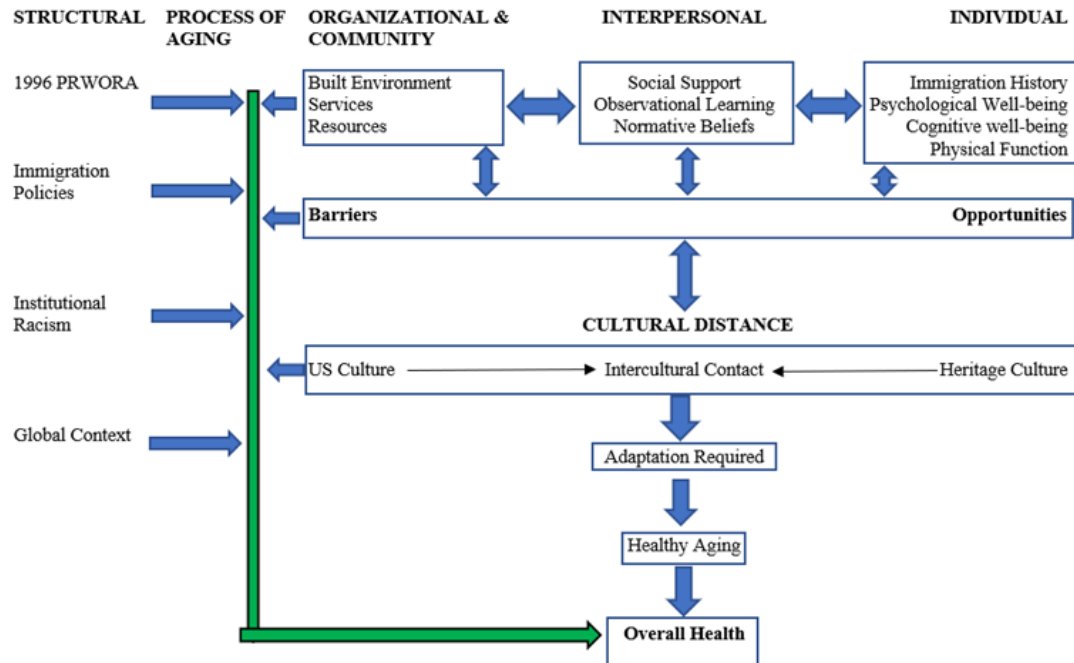 STRUCTURAL
PROCESS OF
AGING
ORGANIZATIONAL &
COMMUNITY
INTERPERSONAL
INDIVIDUAL
1996 PRWORA
Immigration
Policies
Institutional
Racism
Global Context
Built Environment
Services
Resources
Social Support
Observational Learning
Normative Beliefs
Immigration History
Psychological Well-being
Cognitive well-being
Physical Function
Barriers
Opportunities
CULTURAL DISTANCE
US Culture
Intercultural Contact
Heritage Culture
Adaptation Required
Healthy Aging
Overall Health